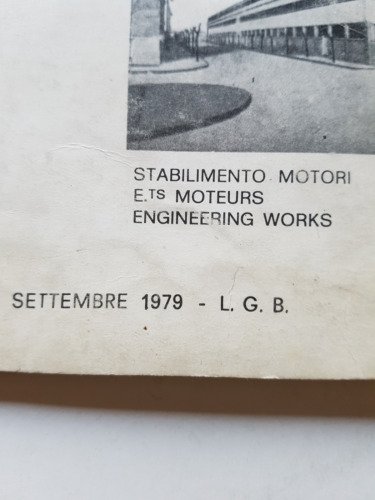 STABILIMENTO MOTORI
E.TS MOTEURS
ENGINEERING WORKS
SETTEMBRE 1979 - L. G. B.